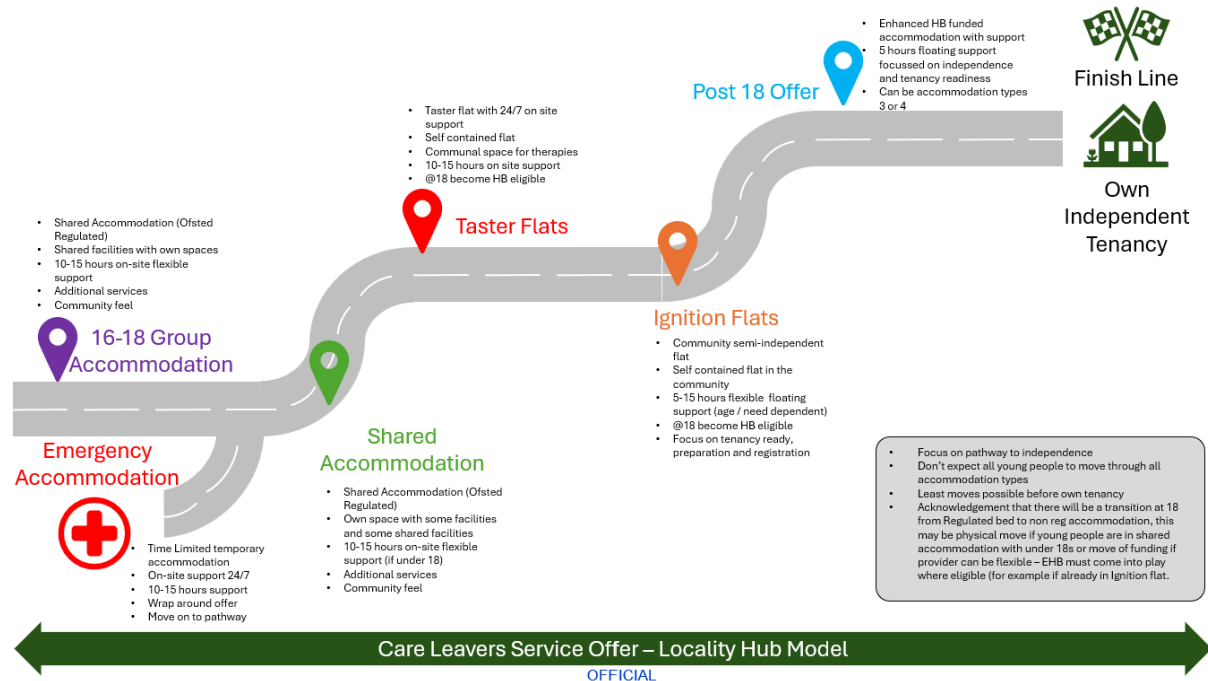 • Enhanced HB funded
accommodation with support
• 5 hours floating support
focussed on independence
and tenancy readiness
• Can be accommodation types
3 or 4
Finish Line
Post 18 Offer
Own
Independent
Tenancy
• Taster flat with 24/7 on site
support
• Self contained flat
• Communal space for therapies
• 10-15 hours on site support
• @18 become HB eligible
Taster Flats
• Shared Accommodation (Ofsted
Regulated)
• Shared facilities with own spaces
• 10-15 hours on-site flexible
support
• Additional services
• Community feel
16-18 Group
Accommodation
Ignition Flats
• Community semi-independent
flat
• Self contained flat in the
community
• 5-15 hours flexible floating
support (age / need dependent)
• @18 become HB eligible
• Focus on tenancy ready,
preparation and registration
Emergency
Accommodation
• Time Limited temporary
accommodation
• On-site support 24/7
• 10-15 hours support
• Wrap around offer
• Move on to pathway
Shared
Accommodation
• Shared Accommodation (Ofsted
Regulated)
• Own space with some facilities
and some shared facilities
• 10-15 hours on-site flexible
support (if under 18)
• Additional services
• Community feel
• Focus on pathway to independence
• Don't expect all young people to move through all
accommodation types
• Least moves possible before own tenancy
• Acknowledgement that there will be a transition at 18
from Regulated bed to non reg accommodation, this
may be physical move if young people are in shared
accommodation with under 18s or move of funding if
provider can be flexible – EHB must come into play
where eligible (for example if already in Ignition flat.
Care Leavers Service Offer – Locality Hub Model
OFFICIAL